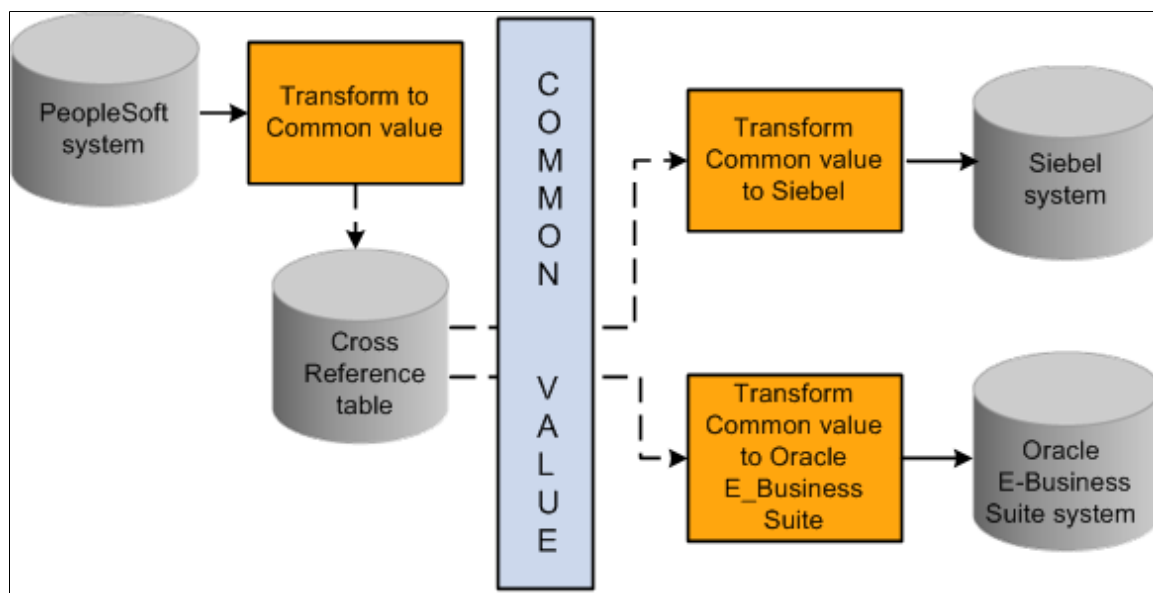 PeopleSoft
system
Transform to
Common value
Cross
Reference
table
C
O
M
M
O
N
V
A
L
U
E
Transform
Common value
to Siebel
Siebel
system
Transform
Common value
to Oracle
E_Business
Suite
Oracle
E-Business
Suite system